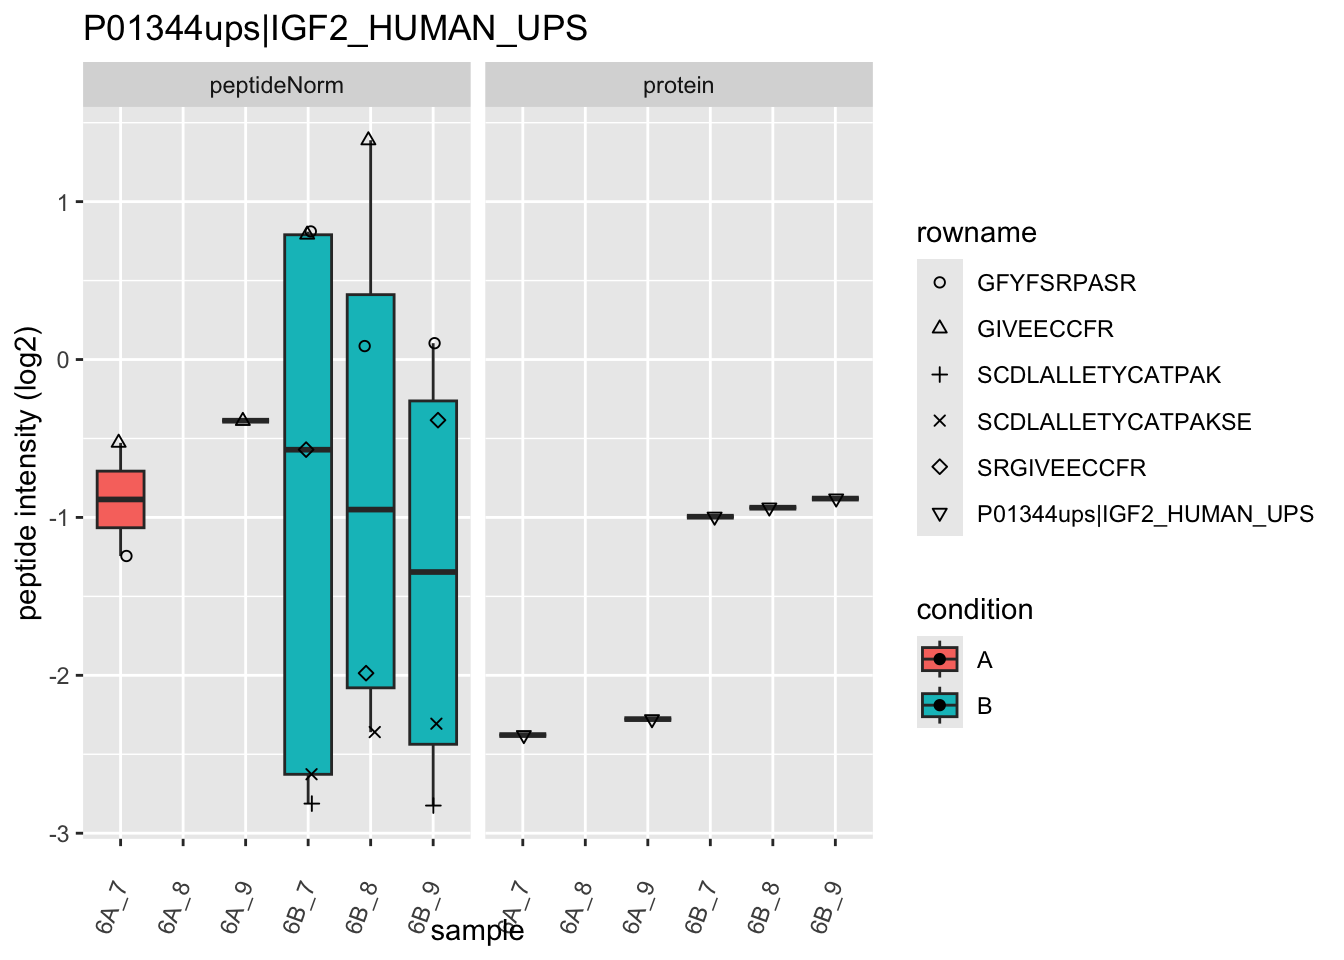 P01344ups|IGF2_HUMAN_UPS
peptideNorm
protein
peptide intensity (log2)
1
0
-1
-2
-3
6A_7
6A_8
6A_9
6B_7
6B_8
6B_9
6A_7
6A_8
6A_9
6B_7
6B_8
6B_9
sample
rowname
GFYFSRPASR
GIVEECCFR
SCDLALLETYCATPAK
SCDLALLETYCATPAKSE
SRGIVEECCFR
P01344ups|IGF2_HUMAN_UPS
condition
A
B